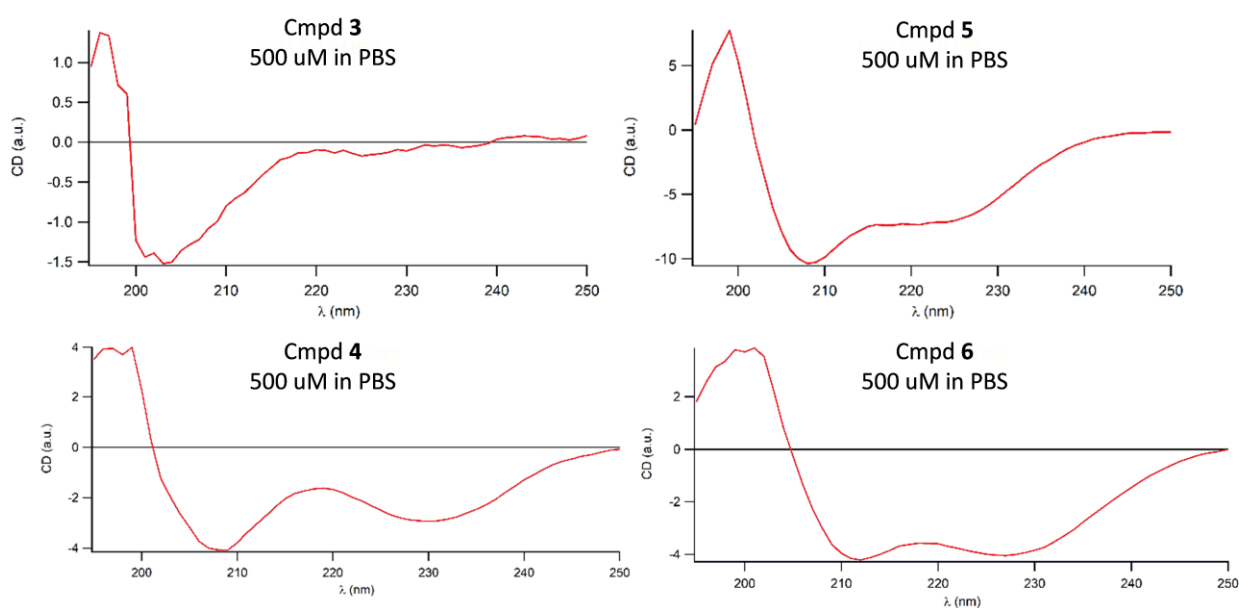 Cmpd 3
500 uM in PBS
1.0
0.5
0.0
-0.5
-1.0
-1.5
CD (a.u.)
200
210
220
230
240
250
λ (nm)
Cmpd 5
500 uM in PBS
5
0
-5
-10
CD (a.u.)
200
210
220
230
240
250
λ (nm)
Cmpd 4
500 uM in PBS
4
2
0
-2
-4
CD (a.u.)
200
210
220
230
240
250
λ (nm)
Cmpd 6
500 uM in PBS
2
0
-2
-4
CD (a.u.)
200
210
220
230
240
250
λ (nm)